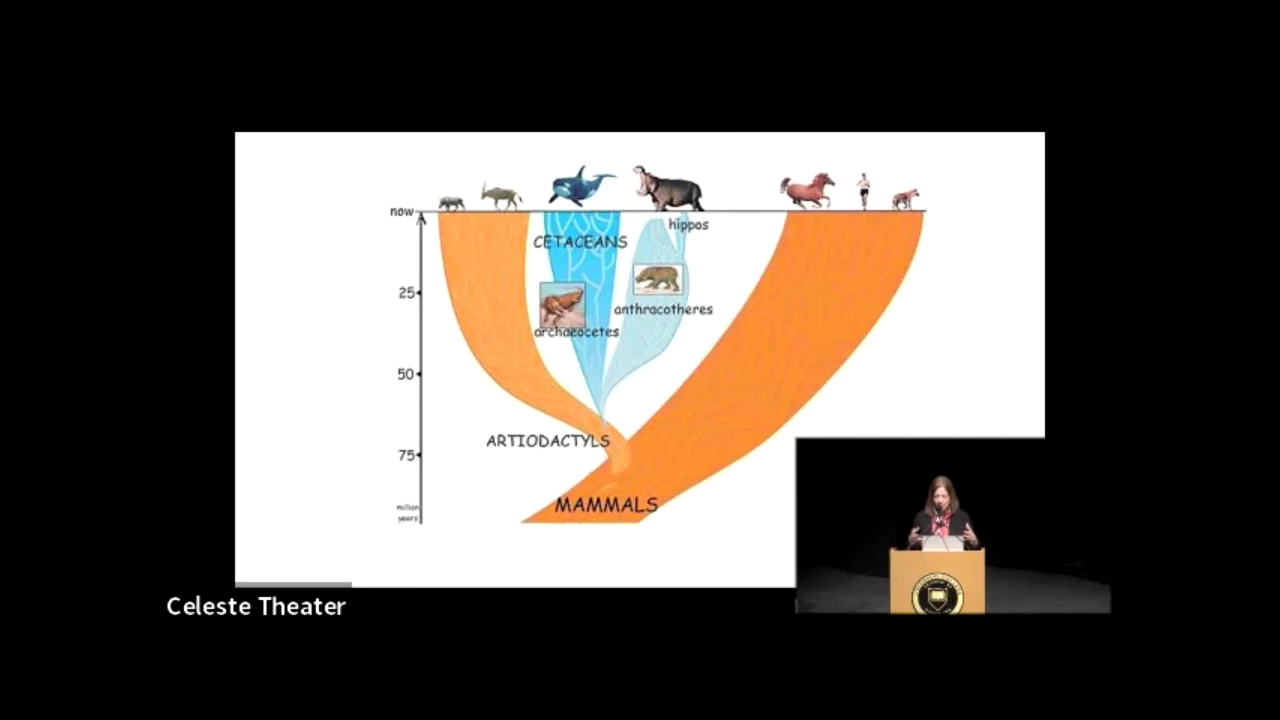 now
hippos
CETACEANS
25
anthracotheres
archaeocetes
50
ARTIODACTYLS
75
MAMMALS
million
years
Celeste Theater